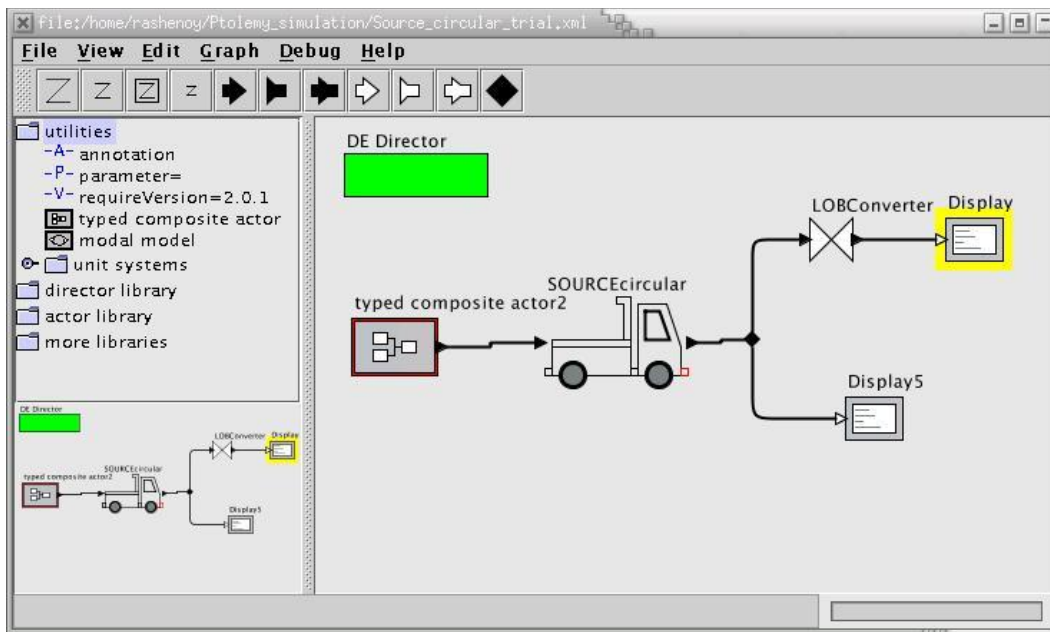 file:/home/rashenoy/Ptolemy_simulation/Source_circular_trial.xml
File View Edit Graph Debug Help
utilities
-A- annotation
-P- parameter=
-V- requireVersion=2.0.1
typed composite actor
modal model
unit systems
director library
actor library
more libraries
DE Director
LOBConverter Display
SOURCEcircular
typed composite actor2
Display5
DE Director
LOBConverter Display
SOURCEcircular
typed composite actor2
Display5